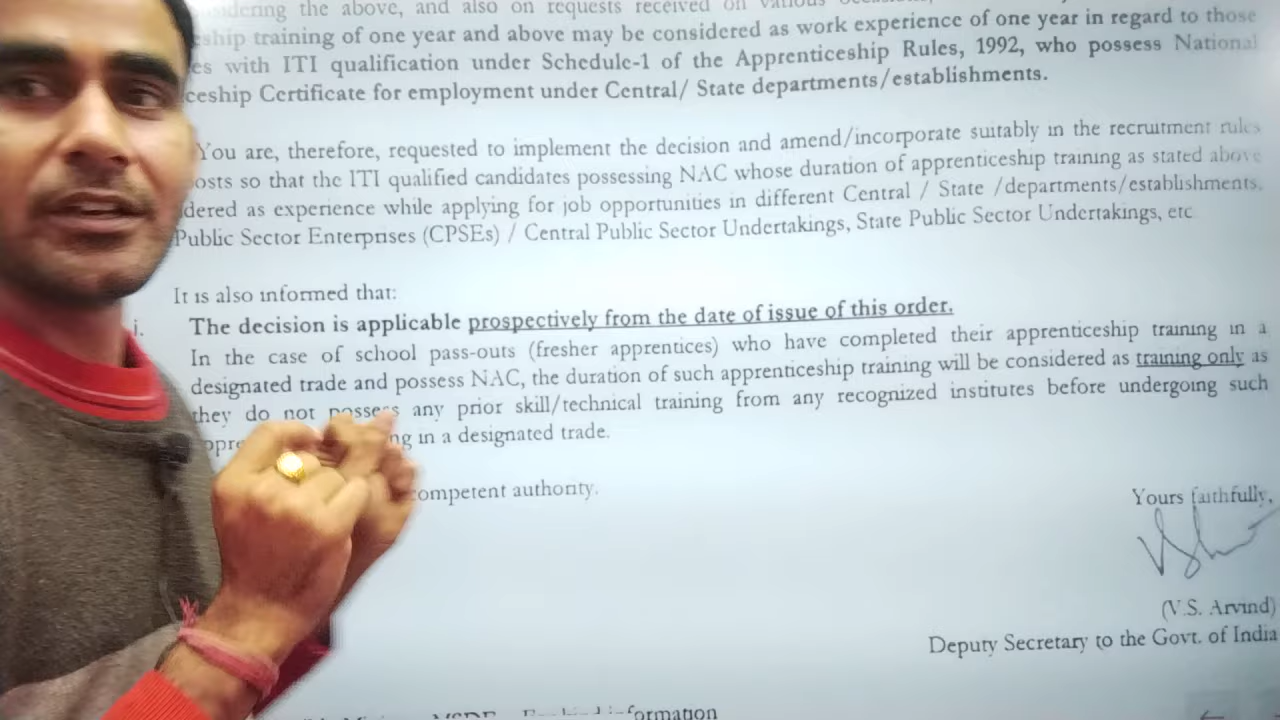 the above, and also on requests received on
training of one year and above may be considered as work experience of one year in regard to those
with ITI qualification under Schedule-1 of the Apprenticeship Rules, 1992, who possess National
Certificate for employment under Central/ State departments/establishments.
You are, therefore, requested to implement the decision and amend/incorporate suitably in the recruitment rules
so that the ITI qualified candidates possessing NAC whose duration of apprenticeship training as stated above
as experience while applying for job opportunities in different Central / State /departments/establishments,
Public Sector Enterprises (CPSEs) / Central Public Sector Undertakings, State Public Sector Undertakings, etc
It is also informed that:
i. The decision is applicable prospectively from the date of issue of this order.
In the case of school pass-outs (fresher apprentices) who have completed their apprenticeship training in a
designated trade and possess NAC, the duration of such apprenticeship training will be considered as training only as
they do not possess any prior skill/technical training from any recognized institutes before undergoing such
in a designated trade.
competent authority.
Yours faithfully,
(V.S. Arvind)
Deputy Secretary to the Govt. of India